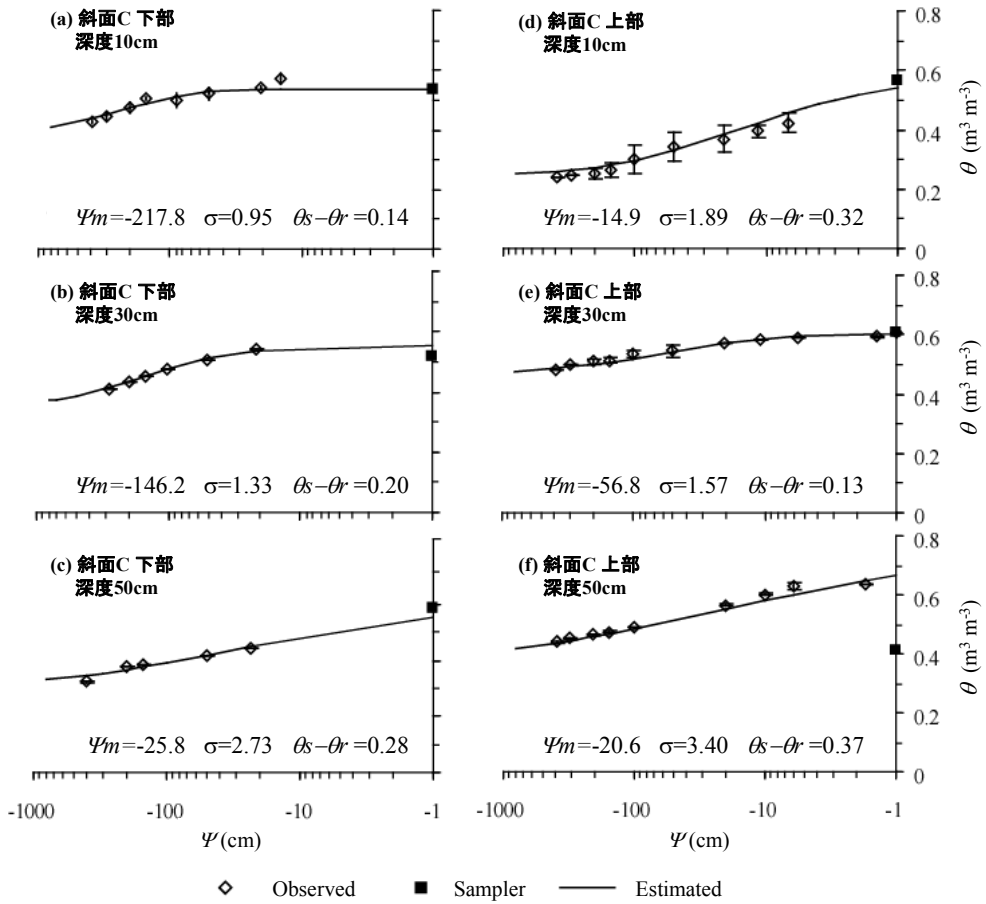 (a) 斜面C 下部
深度10cm
Ψm=-217.8 σ=0.95 θs−θr=0.14
(d) 斜面C 上部
深度10cm
Ψm=-14.9 σ=1.89 θs−θr=0.32
0.8
0.6
0.4
0.2
0
θ (m³ m⁻³)
(b) 斜面C 下部
深度30cm
Ψm=-146.2 σ=1.33 θs−θr=0.20
(e) 斜面C 上部
深度30cm
Ψm=-56.8 σ=1.57 θs−θr=0.13
0.8
0.6
0.4
0.2
0
θ (m³ m⁻³)
(c) 斜面C 下部
深度50cm
Ψm=-25.8 σ=2.73 θs−θr=0.28
(f) 斜面C 上部
深度50cm
Ψm=-20.6 σ=3.40 θs−θr=0.37
0.8
0.6
0.4
0.2
0
θ (m³ m⁻³)
-1000 -100 -10 -1
Ψ (cm)
-1000 -100 -10 -1
Ψ (cm)
Observed Sampler Estimated